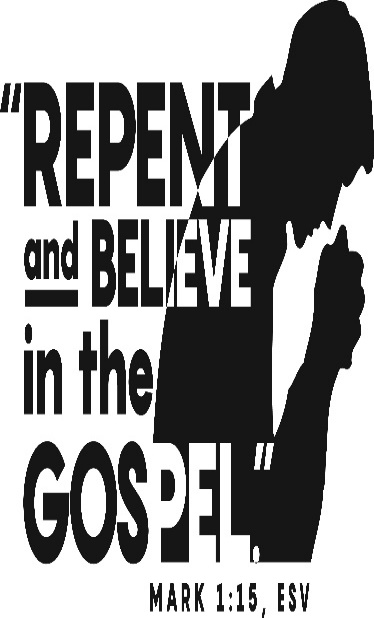 “REPENT
and BELIEVE
in the
GOSPEL.”
MARK 1:15, ESV